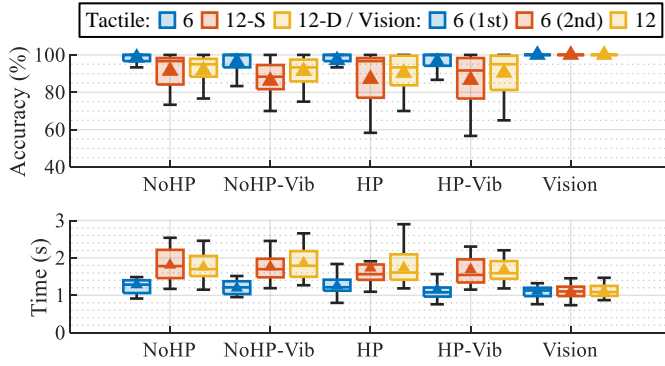 Tactile: 6 12-S 12-D / Vision: 6 (1st) 6 (2nd) 12
Accuracy (%)
100
80
60
40
NoHP NoHP-Vib HP HP-Vib Vision
Time (s)
3
2
1
0
NoHP NoHP-Vib HP HP-Vib Vision